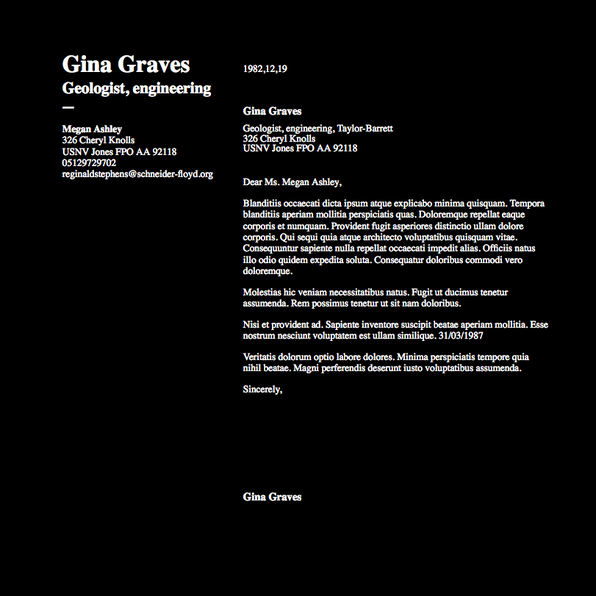 Gina Graves
Geologist, engineering
—
Megan Ashley
326 Cheryl Knolls
USNV Jones FPO AA 92118
05129729702
reginaldstephens@schneider-floyd.org
1982,12,19
Gina Graves
Geologist, engineering, Taylor-Barrett
326 Cheryl Knolls
USNV Jones FPO AA 92118
Dear Ms. Megan Ashley,
Blanditiis occaecati dicta ipsum atque explicabo minima quisquam. Tempora
blanditiis aperiam mollitia perspiciatis quas. Doloremque repellat eaque
corporis et numquam. Provident fugit asperiores distinctio ullam dolore
corporis. Qui sequi quia atque architecto voluptatibus quisquam vitae.
Consequuntur sapiente nulla repellat occaecati impedit alias. Officiis natus
illo odio quidem expedita soluta. Consequatur doloribus commodi vero
doloremque.
Molestias hic veniam necessitatibus natus. Fugit ut ducimus tenetur
assumenda. Rem possimus tenetur ut sit nam doloribus.
Nisi et provident ad. Sapiente inventore suscipit beatae aperiam mollitia. Esse
nostrum nesciunt voluptatem est ullam similique. 31/03/1987
Veritatis dolorum optio labore dolores. Minima perspiciatis tempore quia
nihil beatae. Magni perferendis deserunt iusto voluptatibus assumenda.
Sincerely,
Gina Graves